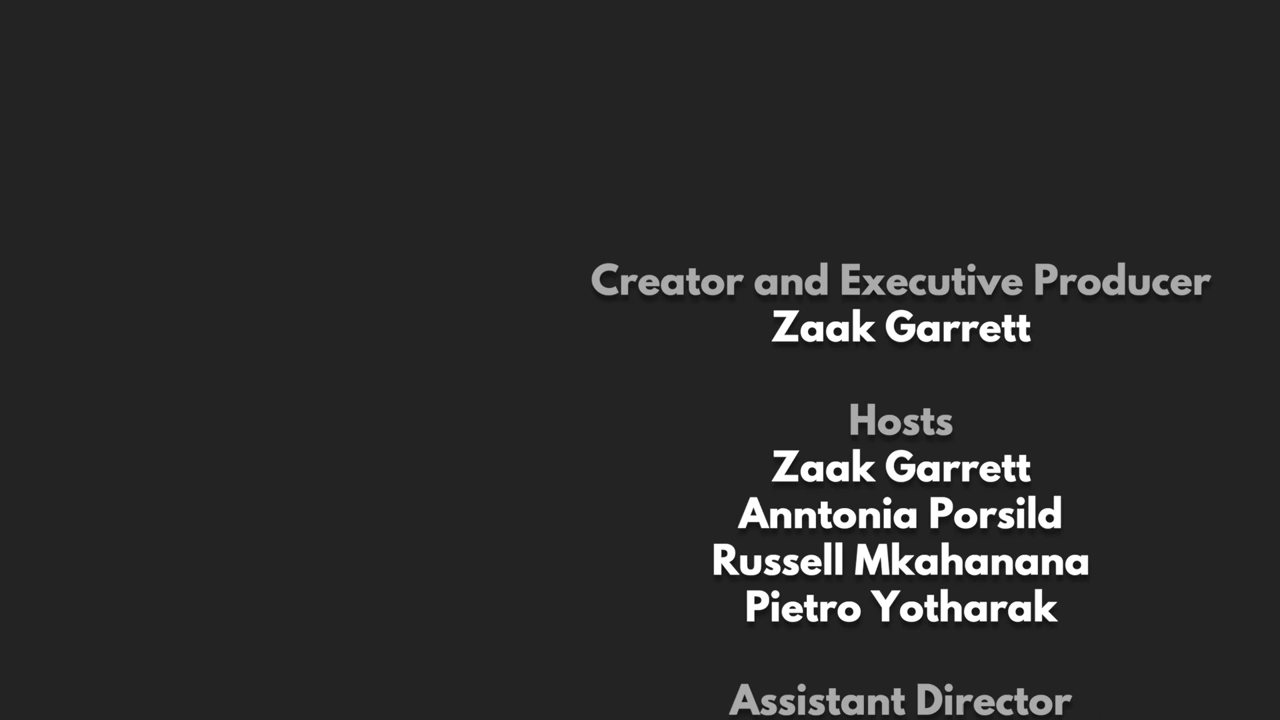 Creator and Executive Producer
Zaak Garrett
Hosts
Zaak Garrett
Anntonia Porsild
Russell Mkahanana
Pietro Yotharak
Assistant Director